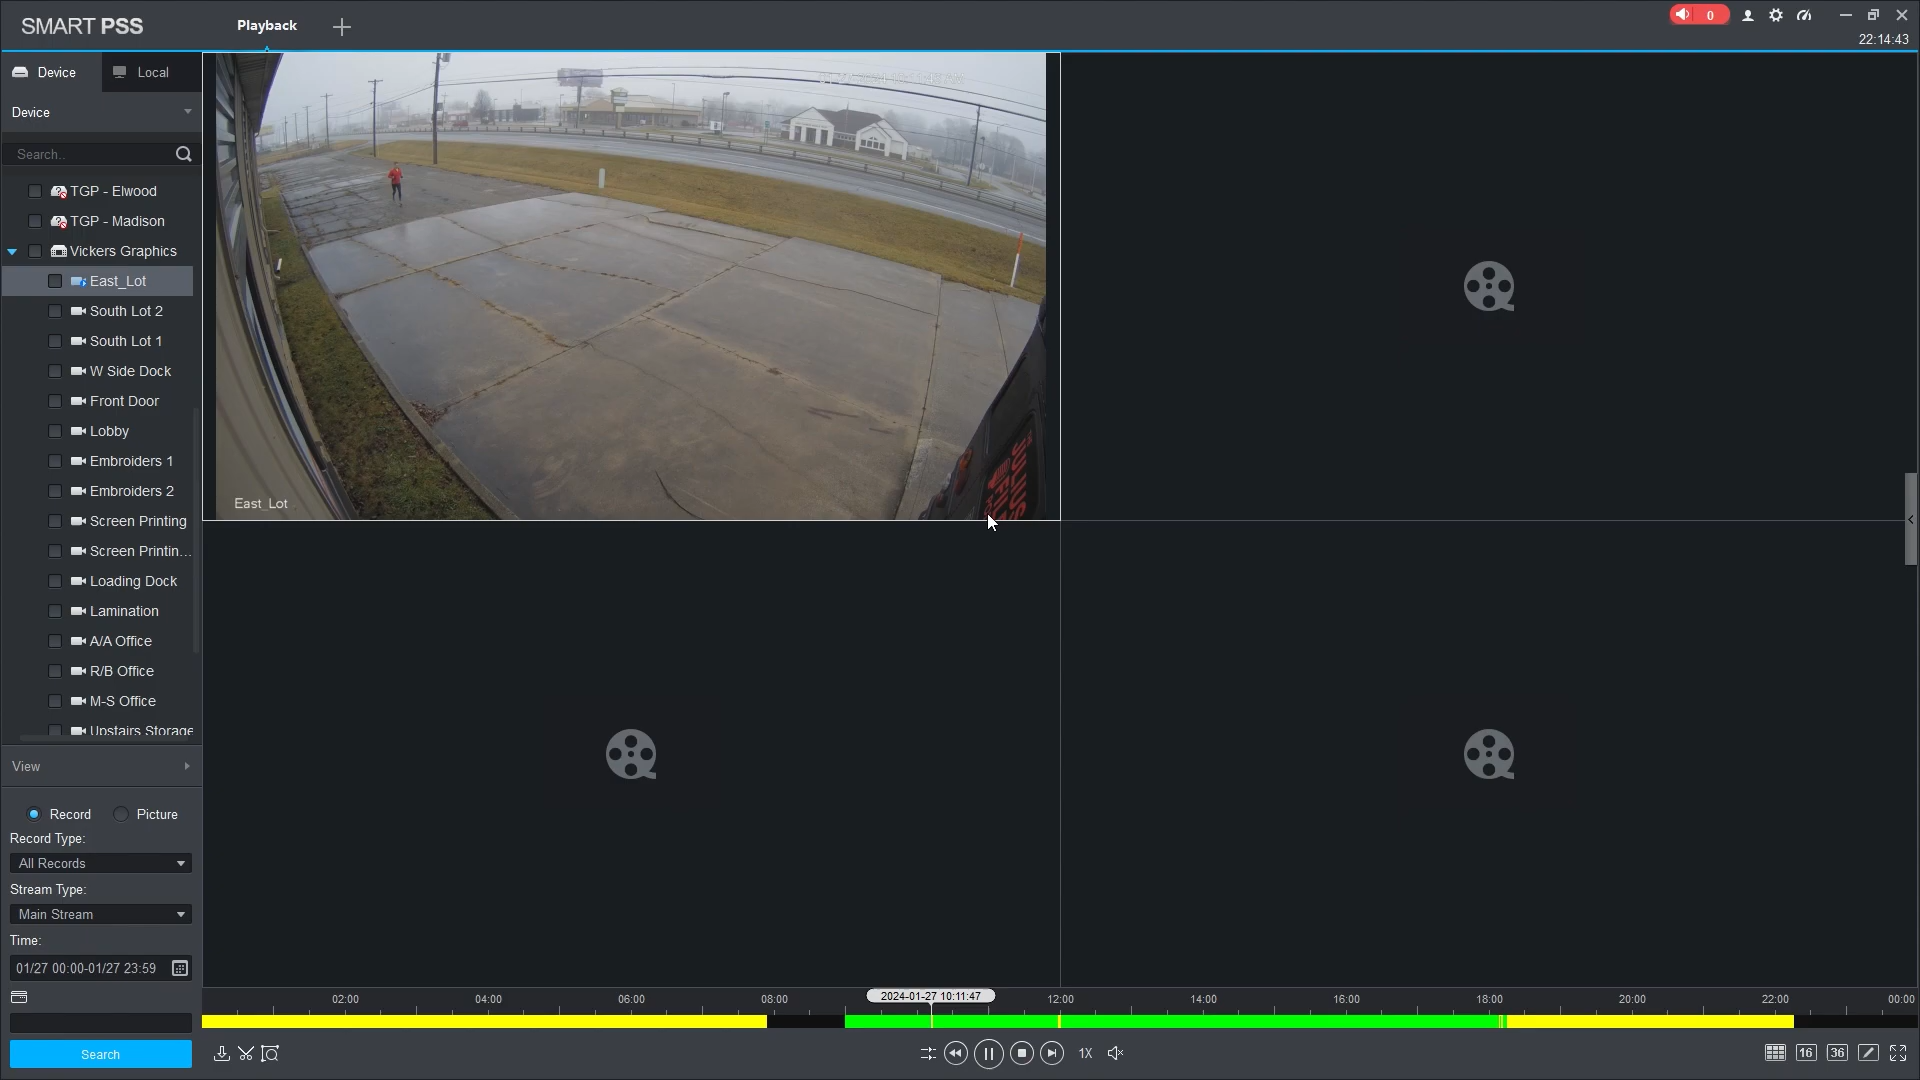 SMART PSS
Playback
0
22:14:43
Device
Local
Device
Search..
TGP - Elwood
TGP - Madison
Vickers Graphics
East_Lot
South Lot 2
South Lot 1
W Side Dock
Front Door
Lobby
Embroiders 1
Embroiders 2
Screen Printing
Screen Printin...
Loading Dock
Lamination
A/A Office
R/B Office
M-S Office
Upstairs Storage
View
Record
Picture
Record Type:
All Records
Stream Type:
Main Stream
Time:
01/27 00:00-01/27 23:59
Search
East_Lot
02:00
04:00
06:00
08:00
2024-01-27 10:11:47
12:00
14:00
16:00
18:00
20:00
22:00
00:00
1X
16
36